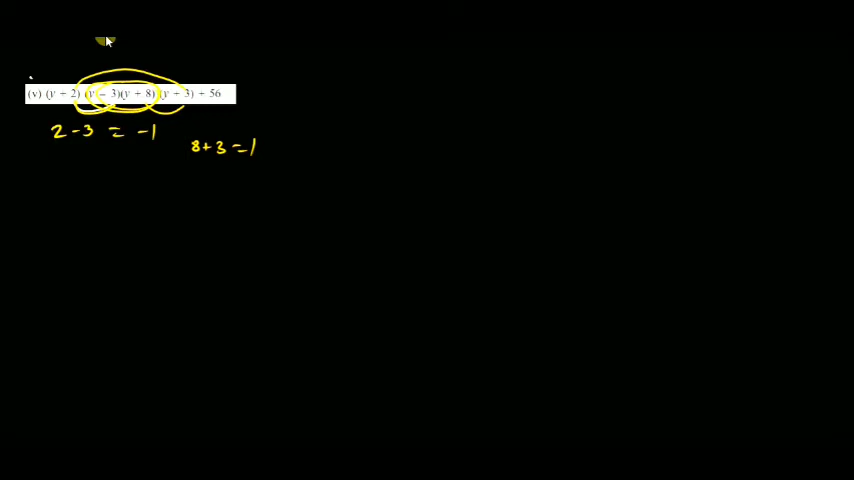 (v) (y + 2) (y – 3)(y + 8) (y + 3) + 56
2 - 3 = -1
8 + 3 = 1